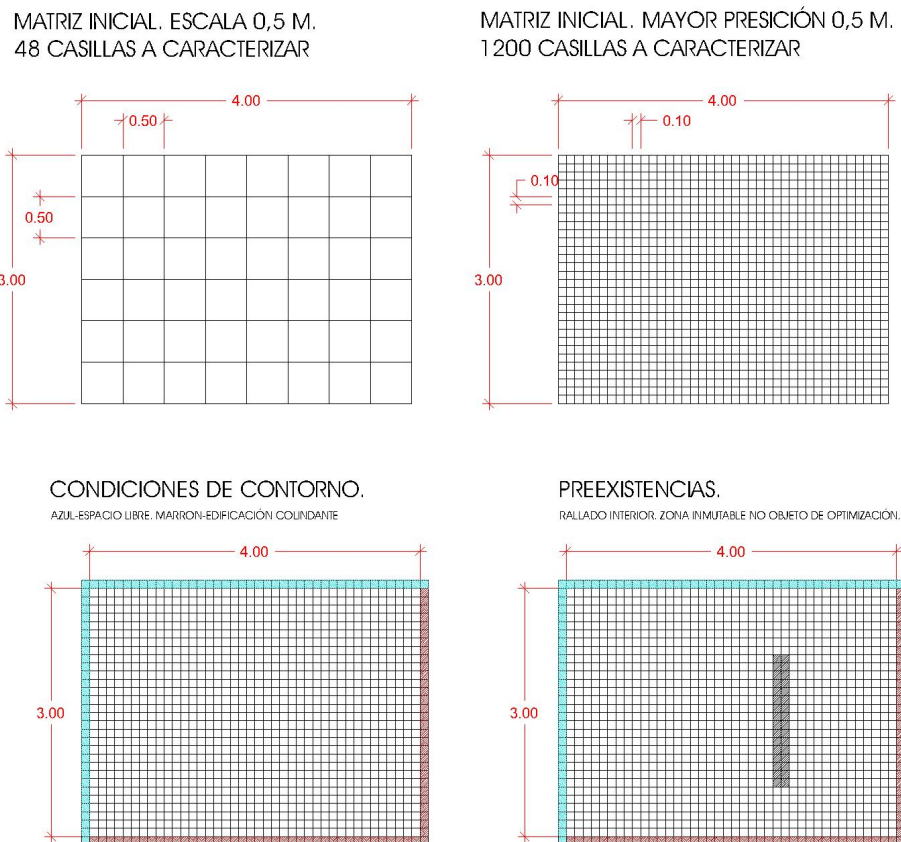 MATRIZ INICIAL. ESCALA 0,5 M.
48 CASILLAS A CARACTERIZAR
4.00
0.50
0.50
3.00
MATRIZ INICIAL. MAYOR PRESICIÓN 0,5 M.
1200 CASILLAS A CARACTERIZAR
4.00
0.10
0.10
3.00
CONDICIONES DE CONTORNO.
AZUL-ESPACIO LIBRE. MARRON-EDIFICACIÓN COLINDANTE
4.00
3.00
PREEXISTENCIAS.
RALLADO INTERIOR. ZONA INMUTABLE NO OBJETO DE OPTIMIZACIÓN.
4.00
3.00